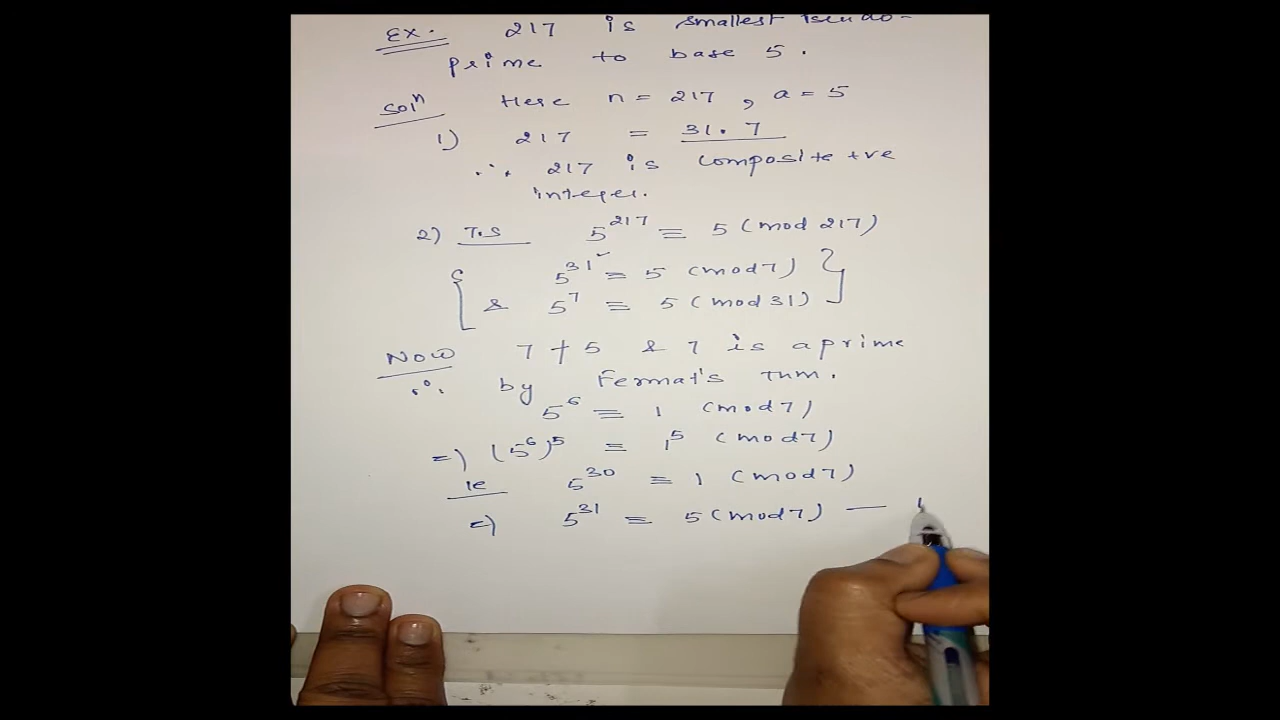 Ex. 217 is smallest pseudo-
prime to base 5.
Solⁿ Here n = 217, a = 5
1) 217 = 31. 7
∴ 217 is composite +ve
integer.
2) T.S 5²¹⁷ ≡ 5 (mod 217)
{ 5³¹ ≡ 5 (mod 7) }
& 5⁷ ≡ 5 (mod 31)
Now 7 ∤ 5 & 7 is a prime
∴ by Fermat's Thm.
5⁶ ≡ 1 (mod 7)
=) (5⁶)⁵ ≡ 1⁵ (mod 7)
ie 5³⁰ ≡ 1 (mod 7)
=) 5³¹ ≡ 5 (mod 7) —